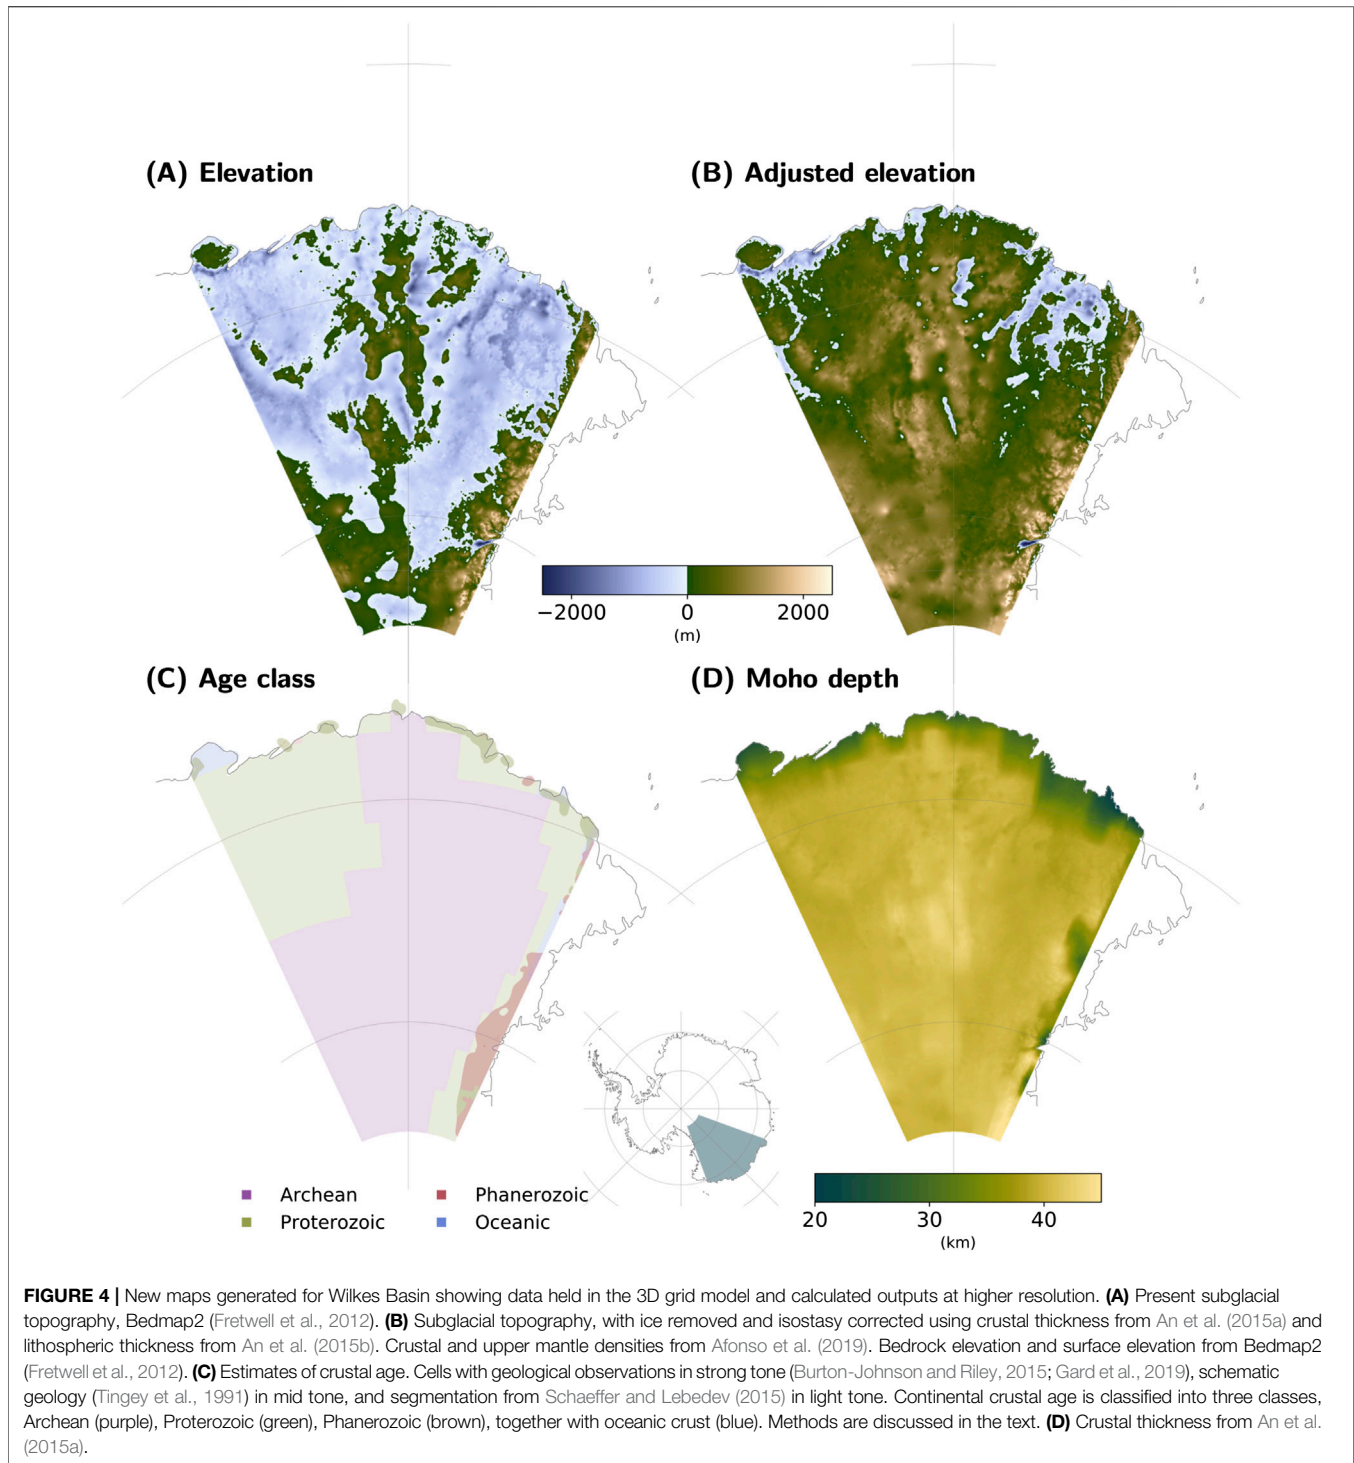 (A) Elevation
(B) Adjusted elevation
−2000
0
2000
(m)
(C) Age class
(D) Moho depth
Archean
Phanerozoic
Proterozoic
Oceanic
20
30
40
(km)
FIGURE 4 | New maps generated for Wilkes Basin showing data held in the 3D grid model and calculated outputs at higher resolution. (A) Present subglacial
topography, Bedmap2 (Fretwell et al., 2012). (B) Subglacial topography, with ice removed and isostasy corrected using crustal thickness from An et al. (2015a) and
lithospheric thickness from An et al. (2015b). Crustal and upper mantle densities from Afonso et al. (2019). Bedrock elevation and surface elevation from Bedmap2
(Fretwell et al., 2012). (C) Estimates of crustal age. Cells with geological observations in strong tone (Burton-Johnson and Riley, 2015; Gard et al., 2019), schematic
geology (Tingey et al., 1991) in mid tone, and segmentation from Schaeffer and Lebedev (2015) in light tone. Continental crustal age is classified into three classes,
Archean (purple), Proterozoic (green), Phanerozoic (brown), together with oceanic crust (blue). Methods are discussed in the text. (D) Crustal thickness from An et al.
(2015a).